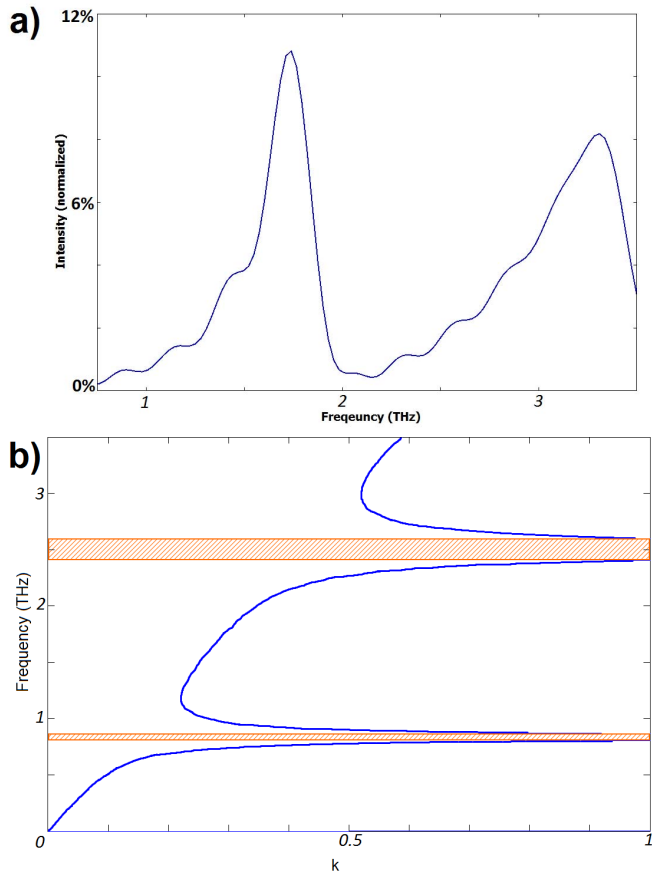 a)
12%
6%
0%
Intensity (normalized)
1
2
3
Freqeuncy (THz)
b)
3
2
1
0
Frequency (THz)
0.5
1
k